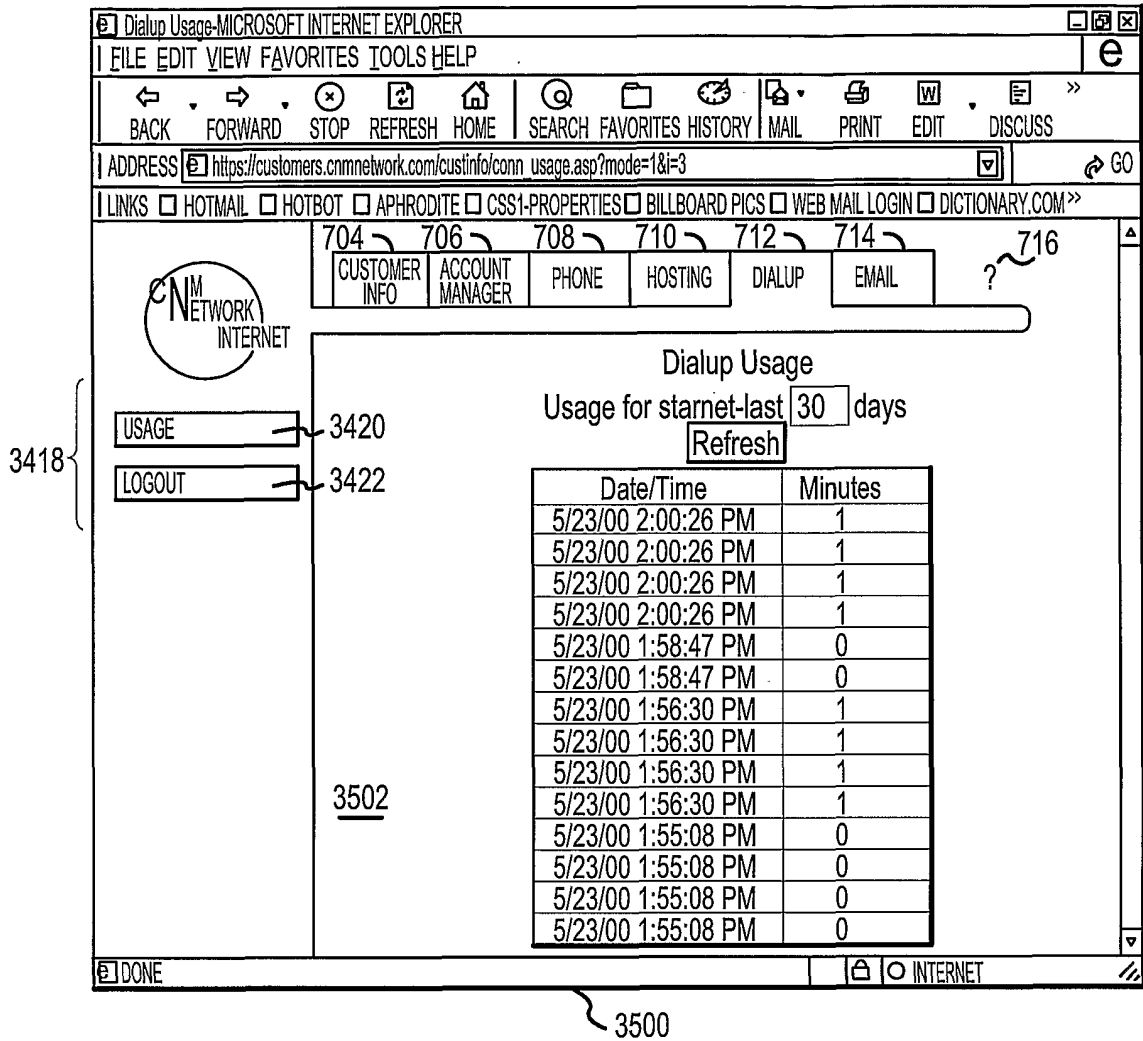 Dialup Usage-MICROSOFT INTERNET EXPLORER
FILE EDIT VIEW FAVORITES TOOLS HELP
e
BACK FORWARD STOP REFRESH HOME SEARCH FAVORITES HISTORY MAIL PRINT EDIT DISCUSS »
ADDRESS https://customers.cnmnetwork.com/custinfo/conn_usage.asp?mode=1&i=3 GO
LINKS HOTMAIL HOTBOT APHRODITE CSS1-PROPERTIES BILLBOARD PICS WEB MAIL LOGIN DICTIONARY.COM »
704 706 708 710 712 714 716
CUSTOMER INFO ACCOUNT MANAGER PHONE HOSTING DIALUP EMAIL ?
CNM
NETWORK
INTERNET
Dialup Usage
Usage for starnet-last 30 days
Refresh
3418
USAGE 3420
LOGOUT 3422
Date/Time Minutes
5/23/00 2:00:26 PM 1
5/23/00 2:00:26 PM 1
5/23/00 2:00:26 PM 1
5/23/00 2:00:26 PM 1
5/23/00 1:58:47 PM 0
5/23/00 1:58:47 PM 0
5/23/00 1:56:30 PM 1
5/23/00 1:56:30 PM 1
5/23/00 1:56:30 PM 1
5/23/00 1:56:30 PM 1
5/23/00 1:55:08 PM 0
5/23/00 1:55:08 PM 0
5/23/00 1:55:08 PM 0
5/23/00 1:55:08 PM 0
3502
DONE INTERNET
3500